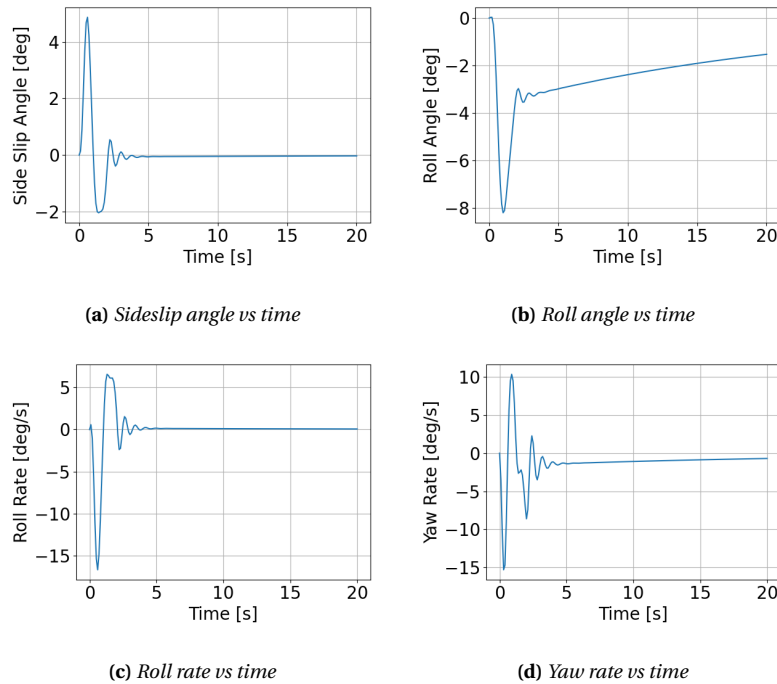 4
2
0
−2
Side Slip Angle [deg]
0 5 10 15 20
Time [s]
(a) Sideslip angle vs time
0
−2
−4
−6
−8
Roll Angle [deg]
0 5 10 15 20
Time [s]
(b) Roll angle vs time
5
0
−5
−10
−15
Roll Rate [deg/s]
0 5 10 15 20
Time [s]
(c) Roll rate vs time
10
5
0
−5
−10
−15
Yaw Rate [deg/s]
0 5 10 15 20
Time [s]
(d) Yaw rate vs time